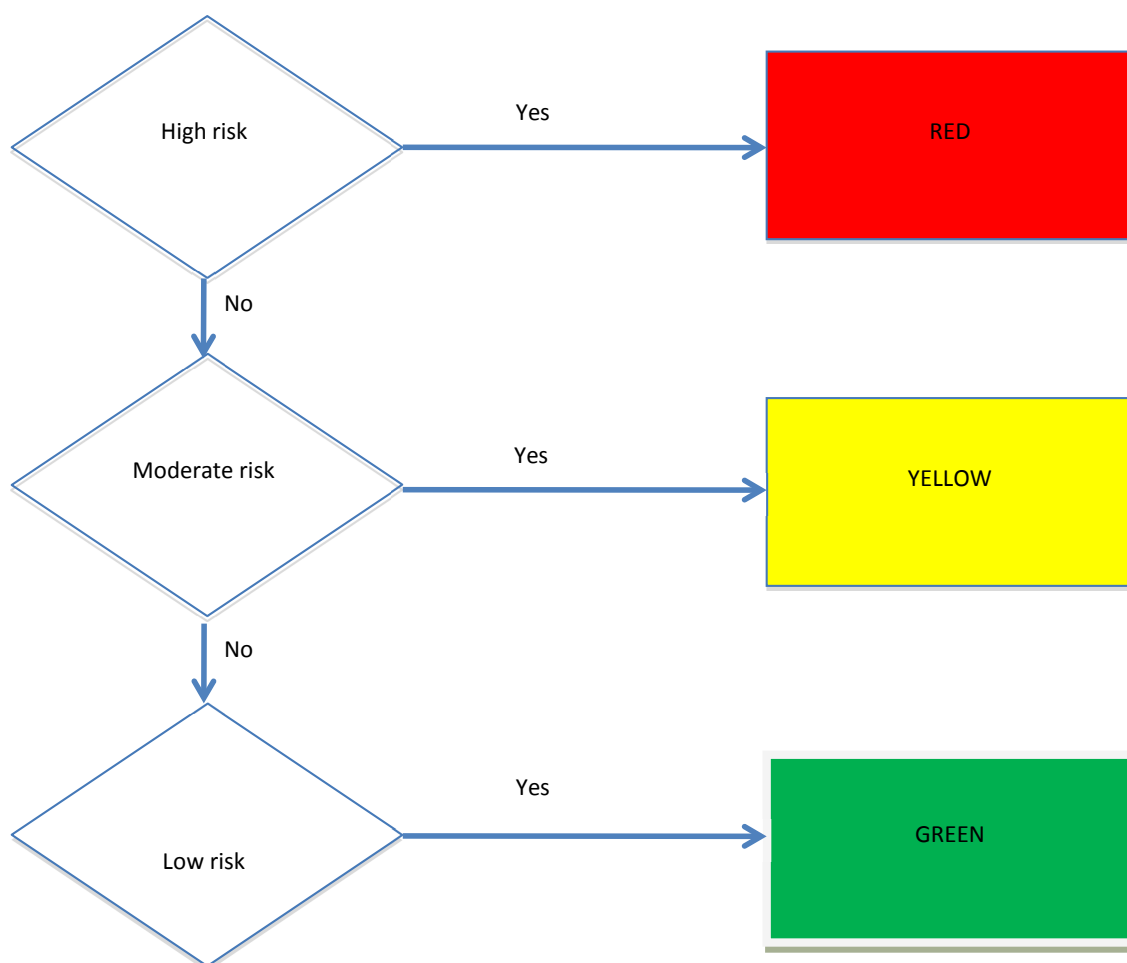 High risk
Yes
RED
No
Moderate risk
Yes
YELLOW
No
Low risk
Yes
GREEN